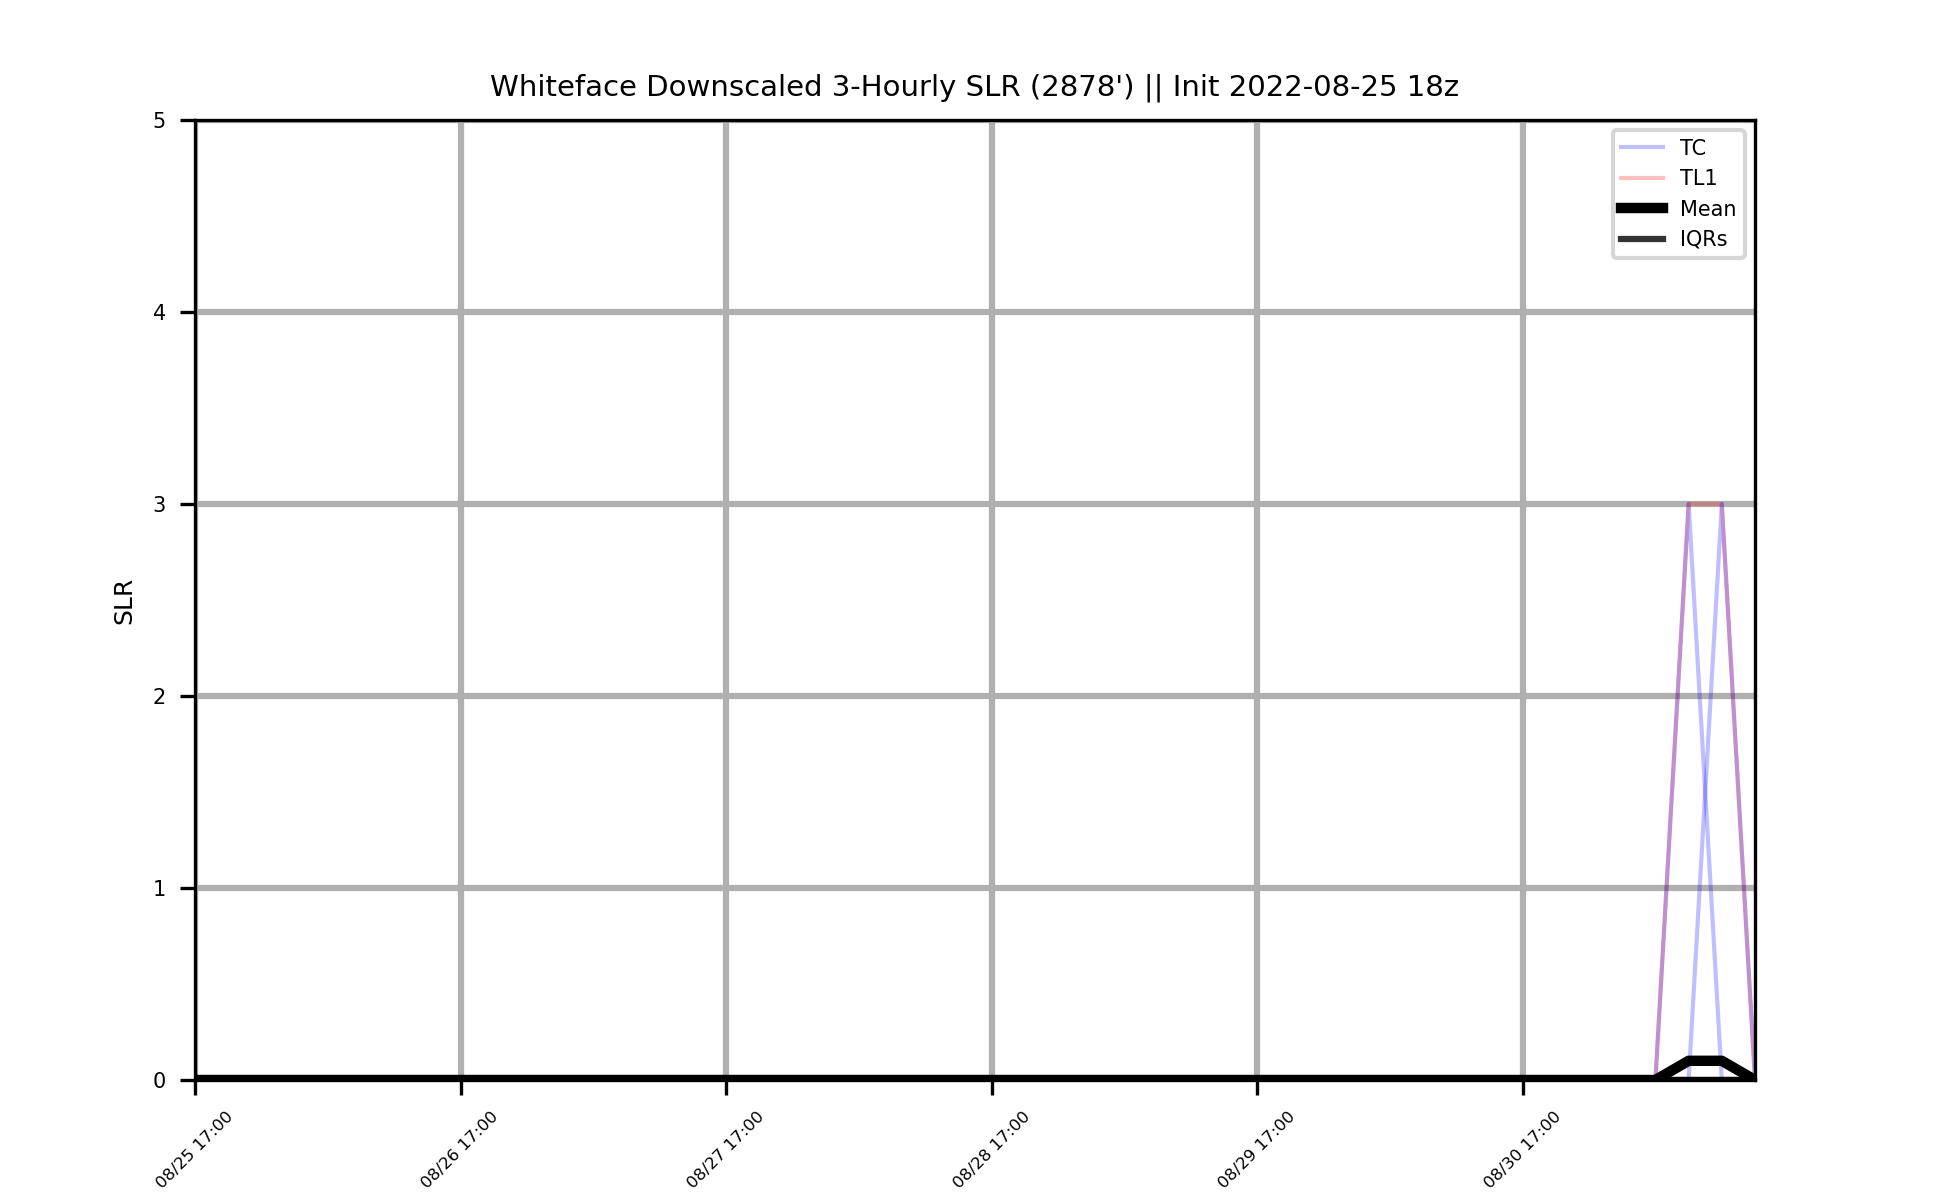 Whiteface Downscaled 3-Hourly SLR (2878') || Init 2022-08-25 18z
TC
TL1
Mean
IQRs
5
4
3
2
1
0
SLR
08/25 17:00
08/26 17:00
08/27 17:00
08/28 17:00
08/29 17:00
08/30 17:00